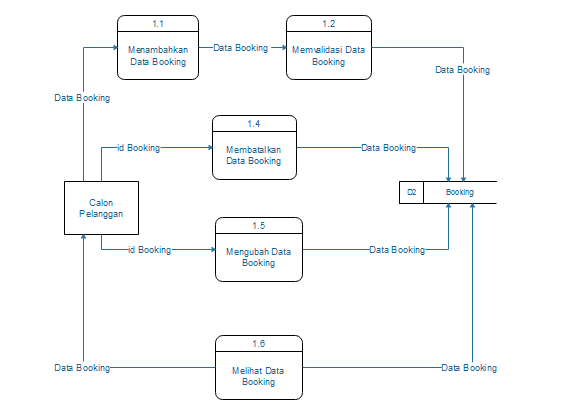 1.1
Menambahkan
Data Booking
Data Booking
1.2
Memvalidasi Data
Booking
Data Booking
Data Booking
1.4
Membatalkan
Data Booking
id Booking
Data Booking
Calon
Pelanggan
D2
Booking
1.5
Mengubah Data
Booking
id Booking
Data Booking
1.6
Melihat Data
Booking
Data Booking
Data Booking